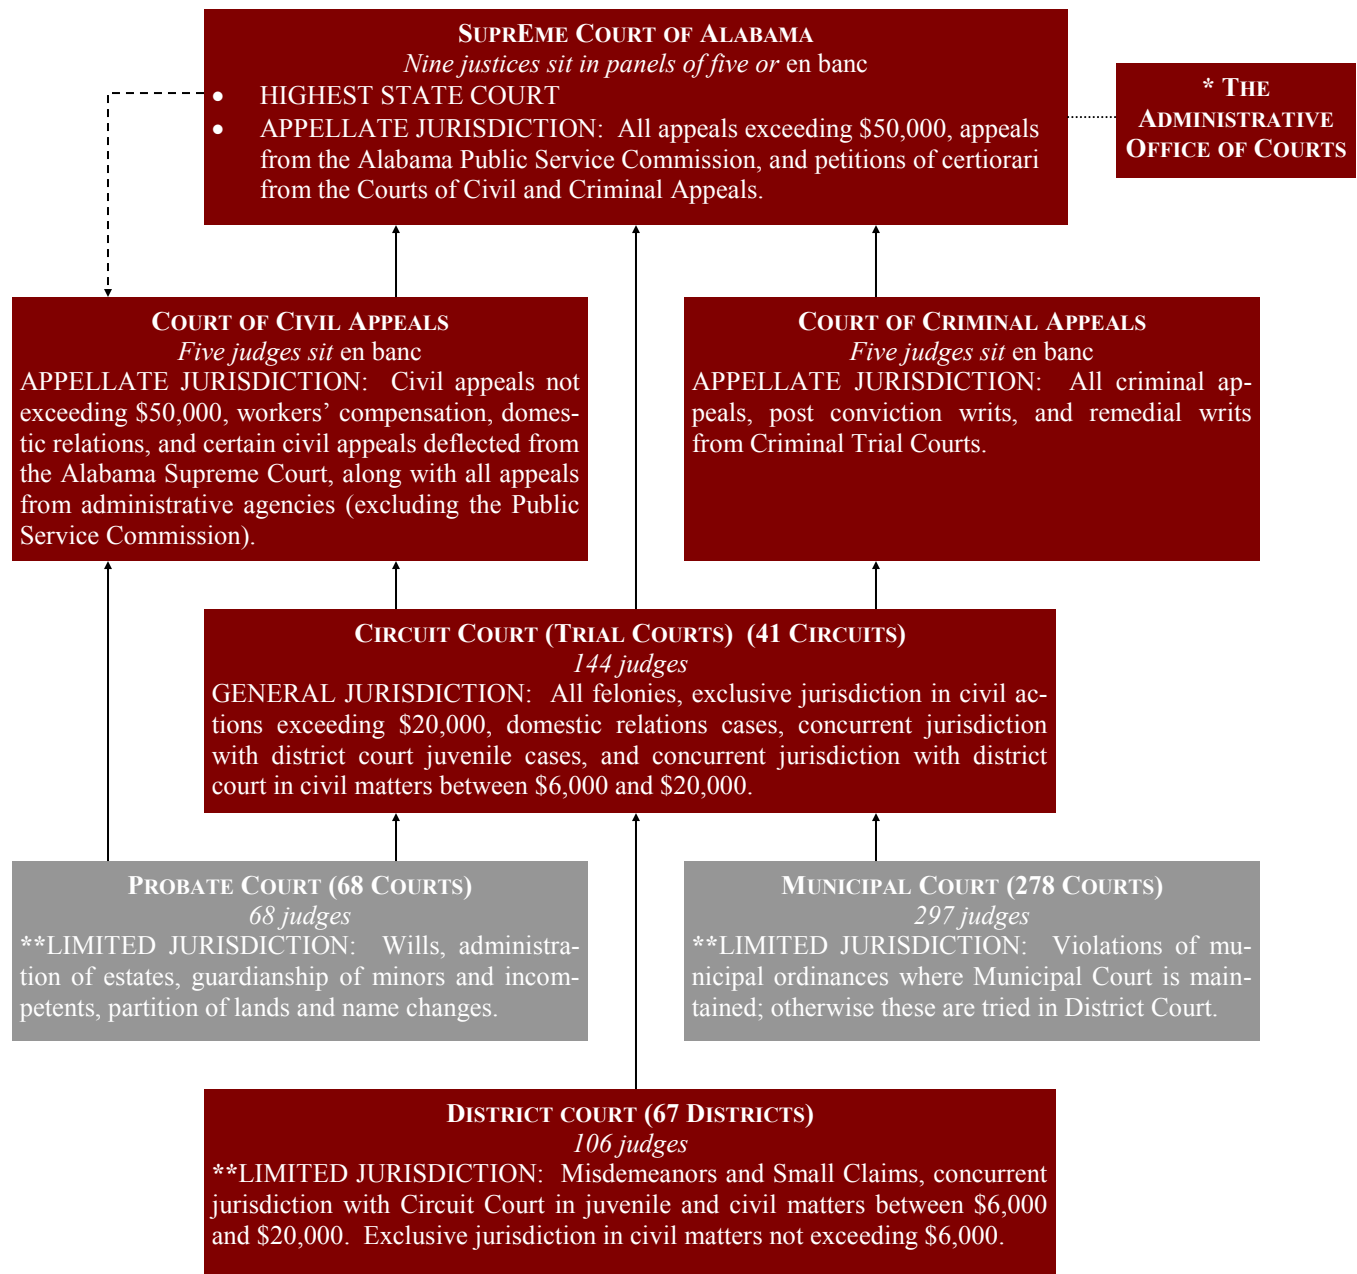 SUPREME COURT OF ALABAMA
Nine justices sit in panels of five or en banc
• HIGHEST STATE COURT
• APPELLATE JURISDICTION: All appeals exceeding $50,000, appeals
from the Alabama Public Service Commission, and petitions of certiorari
from the Courts of Civil and Criminal Appeals.
* THE
ADMINISTRATIVE
OFFICE OF COURTS
COURT OF CIVIL APPEALS
Five judges sit en banc
APPELLATE JURISDICTION: Civil appeals not
exceeding $50,000, workers’ compensation, domes-
tic relations, and certain civil appeals deflected from
the Alabama Supreme Court, along with all appeals
from administrative agencies (excluding the Public
Service Commission).
COURT OF CRIMINAL APPEALS
Five judges sit en banc
APPELLATE JURISDICTION: All criminal ap-
peals, post conviction writs, and remedial writs
from Criminal Trial Courts.
CIRCUIT COURT (TRIAL COURTS) (41 CIRCUITS)
144 judges
GENERAL JURISDICTION: All felonies, exclusive jurisdiction in civil ac-
tions exceeding $20,000, domestic relations cases, concurrent jurisdiction
with district court juvenile cases, and concurrent jurisdiction with district
court in civil matters between $6,000 and $20,000.
PROBATE COURT (68 COURTS)
68 judges
**LIMITED JURISDICTION: Wills, administra-
tion of estates, guardianship of minors and incom-
petents, partition of lands and name changes.
MUNICIPAL COURT (278 COURTS)
297 judges
**LIMITED JURISDICTION: Violations of mu-
nicipal ordinances where Municipal Court is main-
tained; otherwise these are tried in District Court.
DISTRICT COURT (67 DISTRICTS)
106 judges
**LIMITED JURISDICTION: Misdemeanors and Small Claims, concurrent
jurisdiction with Circuit Court in juvenile and civil matters between $6,000
and $20,000. Exclusive jurisdiction in civil matters not exceeding $6,000.